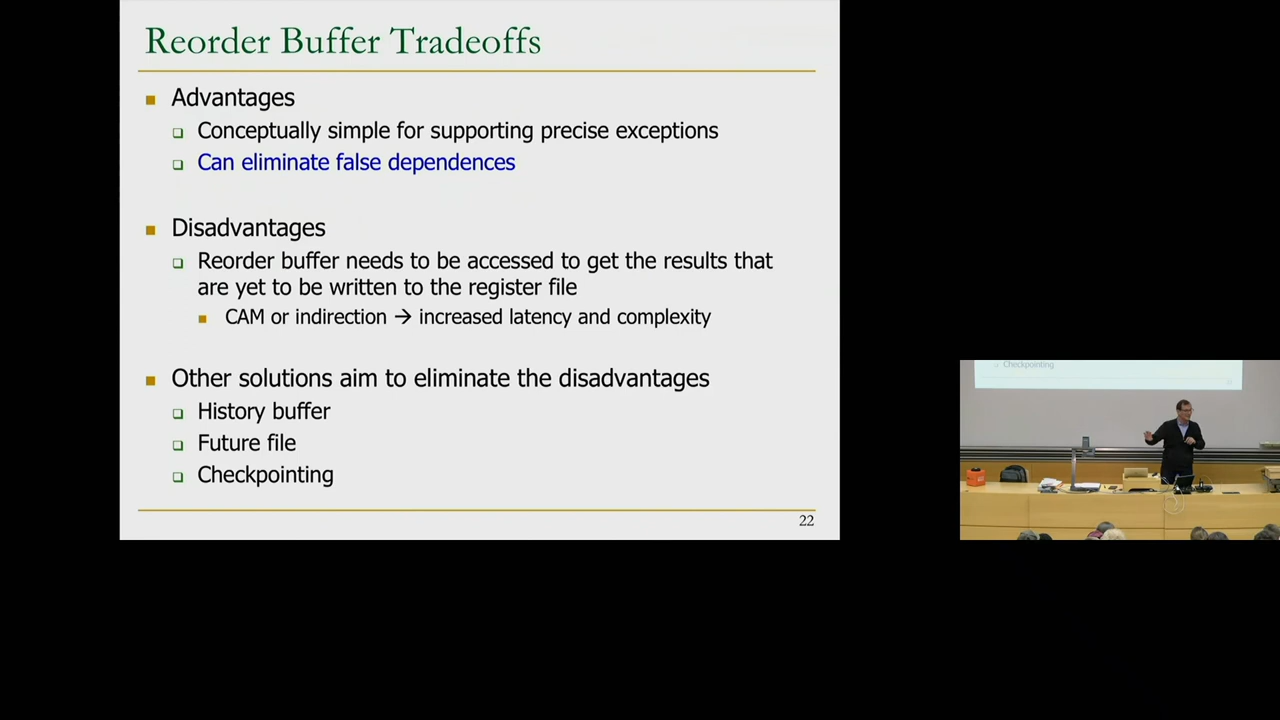 Reorder Buffer Tradeoffs
Advantages
Conceptually simple for supporting precise exceptions
Can eliminate false dependences
Disadvantages
Reorder buffer needs to be accessed to get the results that
are yet to be written to the register file
CAM or indirection → increased latency and complexity
Other solutions aim to eliminate the disadvantages
History buffer
Future file
Checkpointing
22
Checkpointing